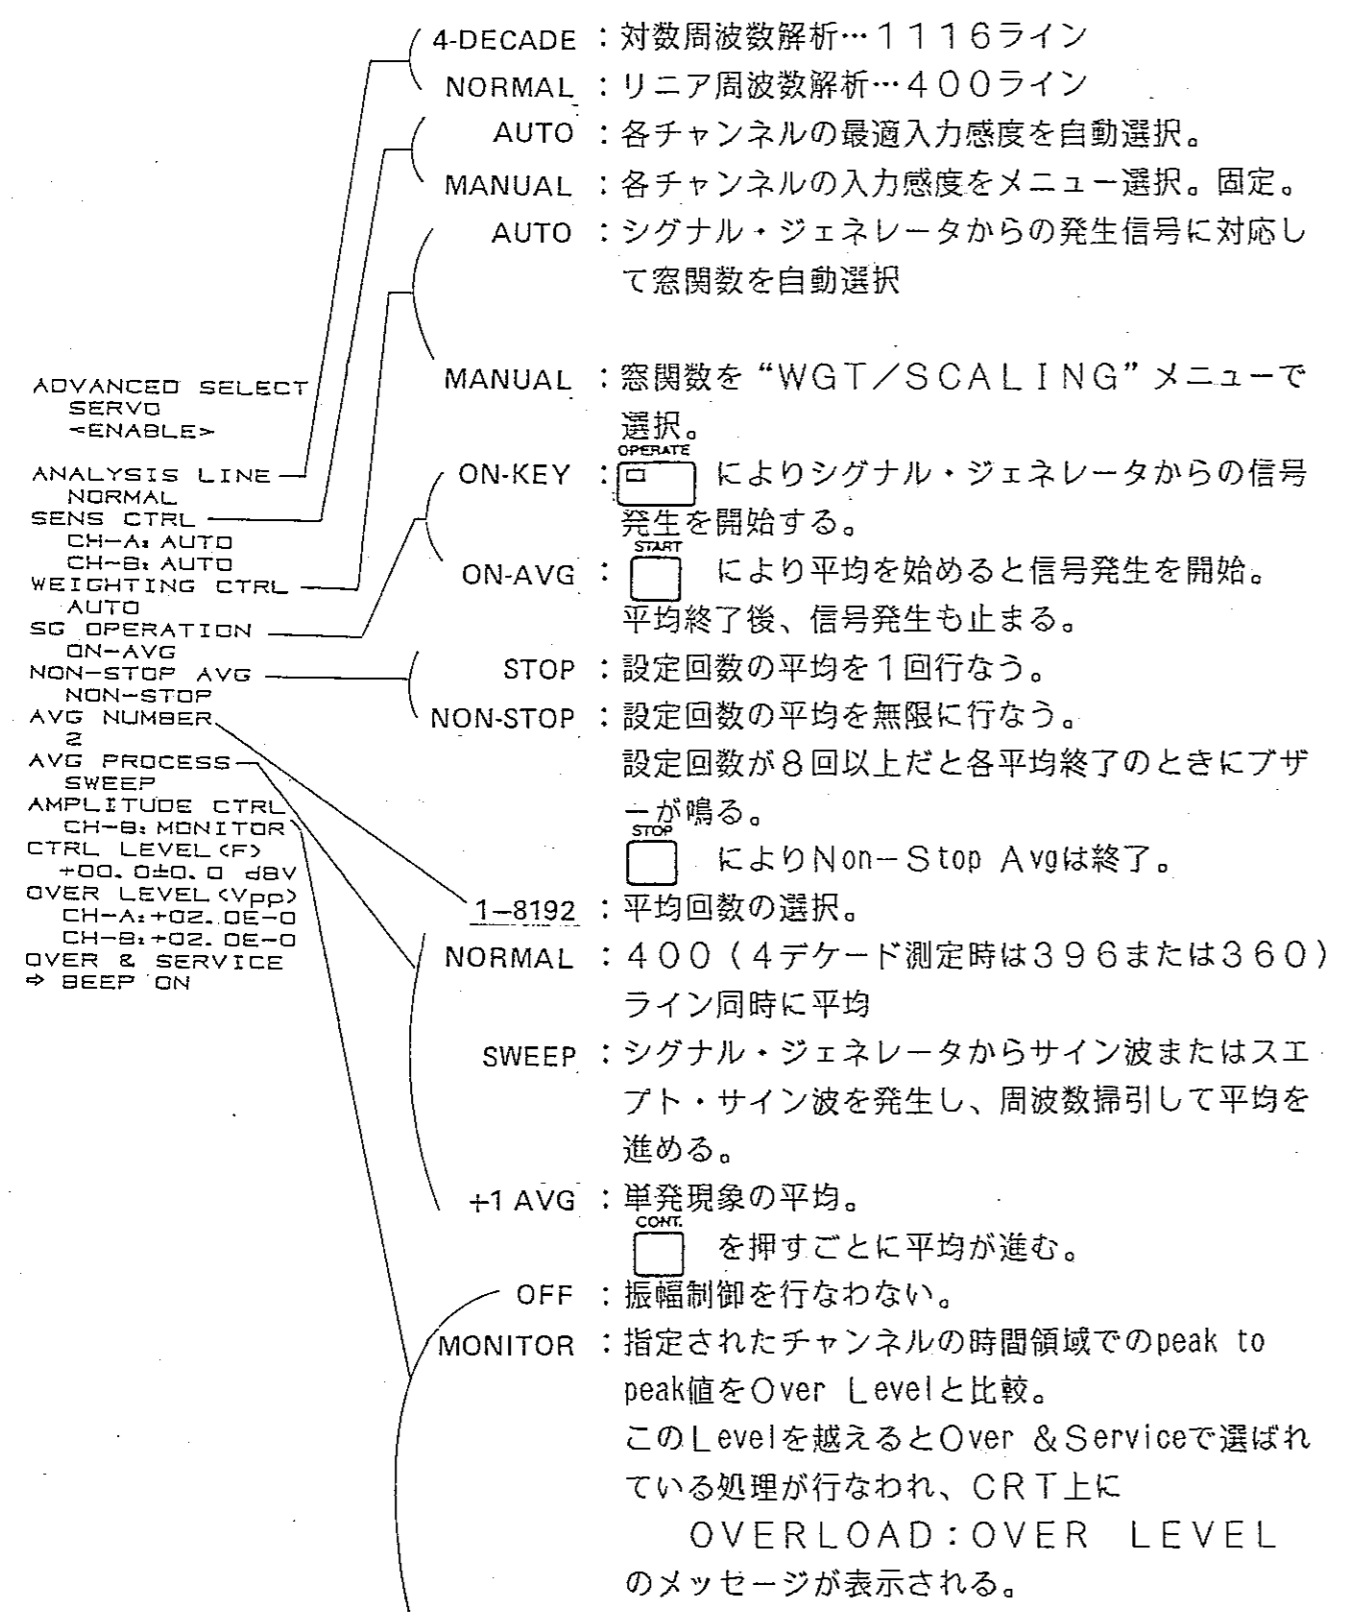 4-DECADE ：対数周波数解析…１１１６ライン
NORMAL ：リニア周波数解析…４００ライン
AUTO ：各チャンネルの最適入力感度を自動選択。
MANUAL ：各チャンネルの入力感度をメニュー選択。固定。
AUTO ：シグナル・ジェネレータからの発生信号に対応し
て窓関数を自動選択
MANUAL ：窓関数を“WGT／ＳＣＡＬＩＮＧ”メニューで
選択。
OPERATE
ON-KEY ： によりシグナル・ジェネレータからの信号
発生を開始する。
START
ON-AVG ： により平均を始めると信号発生を開始。
平均終了後、信号発生も止まる。
STOP ：設定回数の平均を１回行なう。
NON-STOP ：設定回数の平均を無限に行なう。
設定回数が８回以上だと各平均終了のときにブザ
ーが鳴る。
STOP
によりNon－Stop Avgは終了。
1–8192 ：平均回数の選択。
NORMAL ：４００（４デケード測定時は３９６または３６０）
ライン同時に平均
SWEEP ：シグナル・ジェネレータからサイン波またはスエ
プト・サイン波を発生し、周波数掃引して平均を
進める。
+1 AVG ：単発現象の平均。
CONT.
を押すごとに平均が進む。
OFF ：振幅制御を行なわない。
MONITOR ：指定されたチャンネルの時間領域でのpeak to
peak値をOver Levelと比較。
このLevelを越えるとOver ＆Serviceで選ばれ
ている処理が行なわれ、ＣＲＴ上に
ＯＶＥＲＬＯＡＤ：ＯＶＥＲ ＬＥＶＥＬ
のメッセージが表示される。
ADVANCED SELECT
SERVO
<ENABLE>
ANALYSIS LINE
NORMAL
SENS CTRL
CH-A: AUTO
CH-B: AUTO
WEIGHTING CTRL
AUTO
SG OPERATION
ON-AVG
NON-STOP AVG
NON-STOP
AVG NUMBER
2
AVG PROCESS
SWEEP
AMPLITUDE CTRL
CH-B: MONITOR
CTRL LEVEL(F)
+00.0±0.0 dBV
OVER LEVEL(Vpp)
CH-A:+02.0E-0
CH-B:+02.0E-0
OVER & SERVICE
⇒ BEEP ON